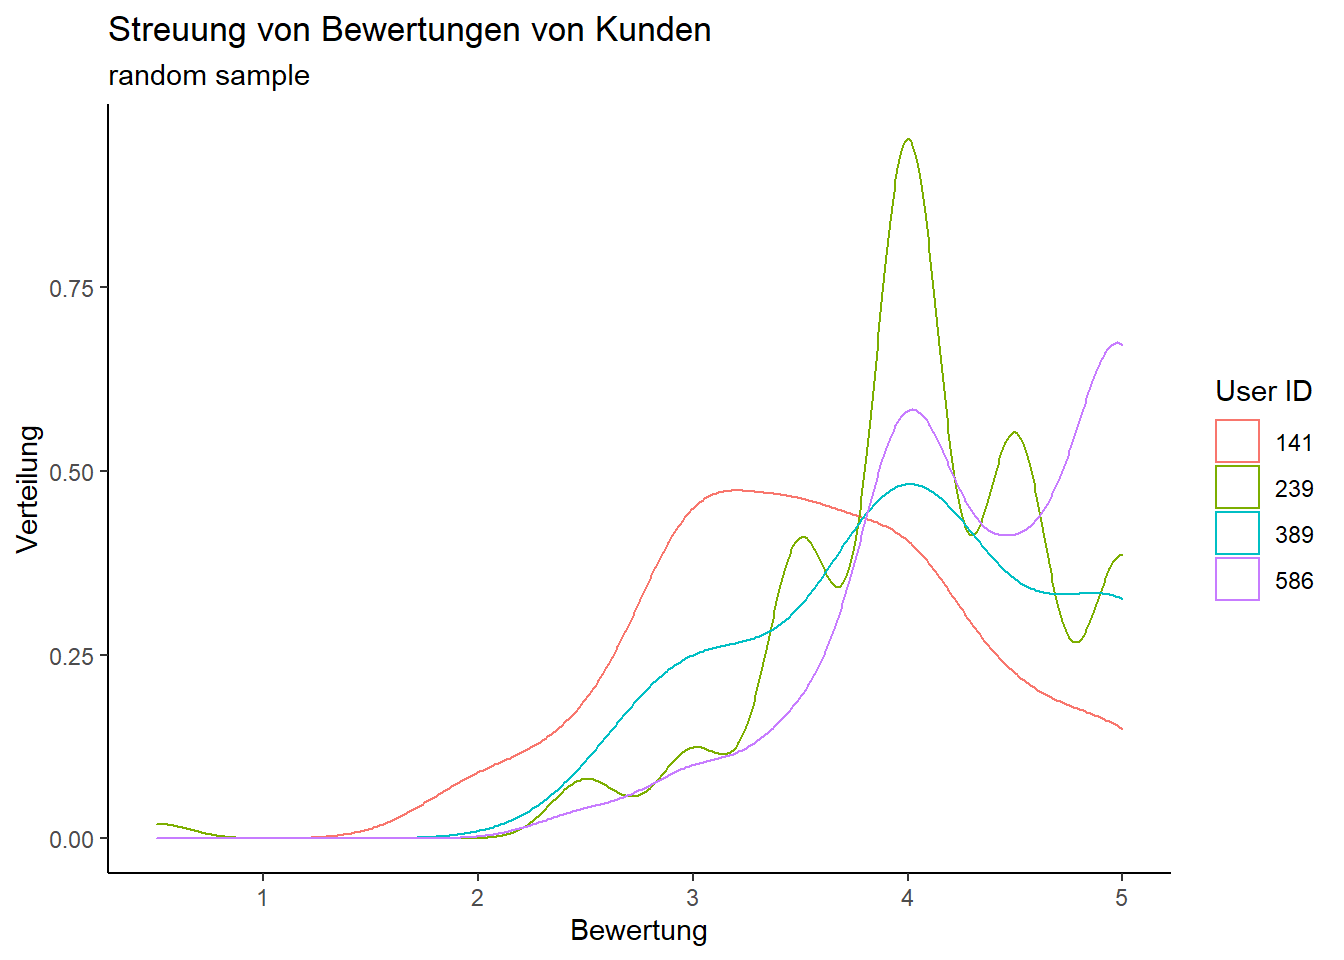 Streuung von Bewertungen von Kunden
random sample
Verteilung
0.75
0.50
0.25
0.00
1 2 3 4 5
Bewertung
User ID
141
239
389
586